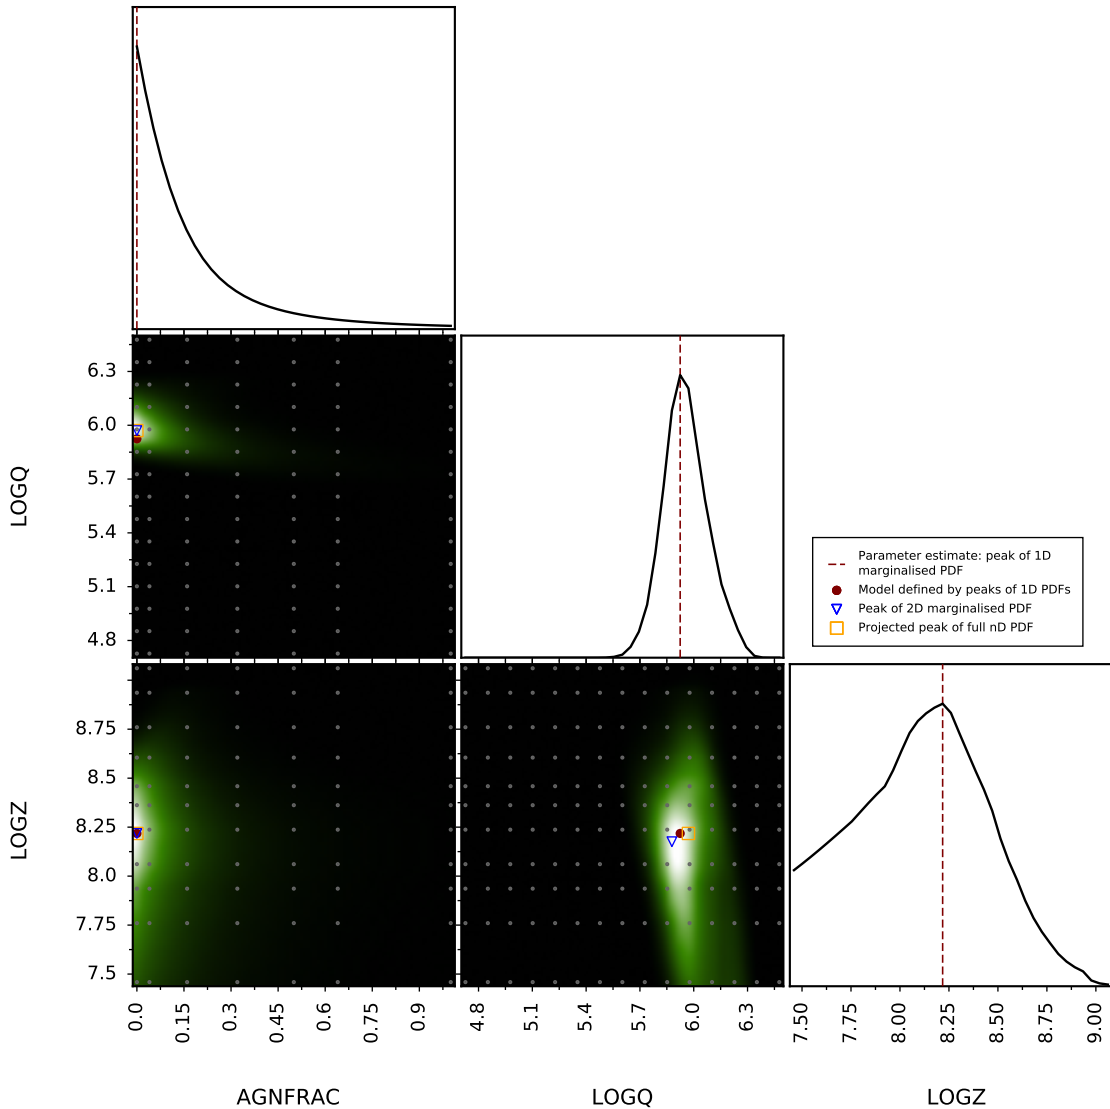 6.3
6.0
5.7
5.4
5.1
4.8
LOGQ
Parameter estimate: peak of 1D
marginalised PDF
Model defined by peaks of 1D PDFs
Peak of 2D marginalised PDF
Projected peak of full nD PDF
8.75
8.5
8.25
8.0
7.75
7.5
LOGZ
0.0 0.15 0.3 0.45 0.6 0.75 0.9
4.8 5.1 5.4 5.7 6.0 6.3
7.50 7.75 8.00 8.25 8.50 8.75 9.00
AGNFRAC LOGQ LOGZ